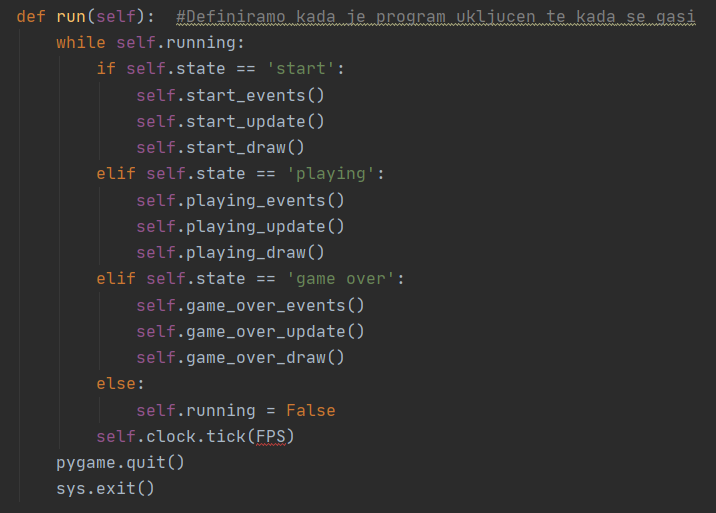 def run(self):  #Definiramo kada je program ukljucen te kada se gasi
    while self.running:
        if self.state == 'start':
            self.start_events()
            self.start_update()
            self.start_draw()
        elif self.state == 'playing':
            self.playing_events()
            self.playing_update()
            self.playing_draw()
        elif self.state == 'game over':
            self.game_over_events()
            self.game_over_update()
            self.game_over_draw()
        else:
            self.running = False
        self.clock.tick(FPS)
    pygame.quit()
    sys.exit()